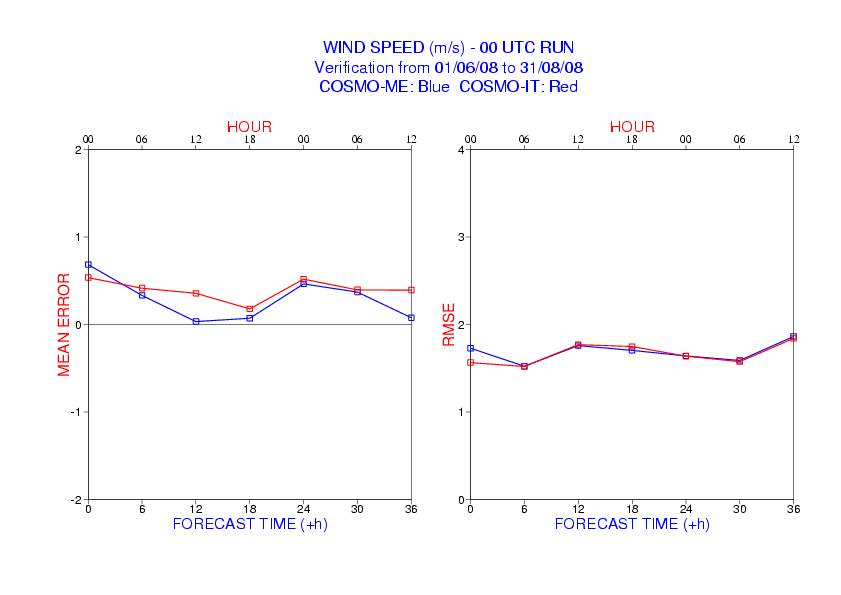 WIND SPEED (m/s) - 00 UTC RUN
Verification from 01/06/08 to 31/08/08
COSMO-ME: Blue  COSMO-IT: Red
HOUR
00 06 12 18 00 06 12
2
1
0
-1
-2
MEAN ERROR
0 6 12 18 24 30 36
FORECAST TIME (+h)
HOUR
00 06 12 18 00 06 12
4
3
2
1
0
RMSE
0 6 12 18 24 30 36
FORECAST TIME (+h)